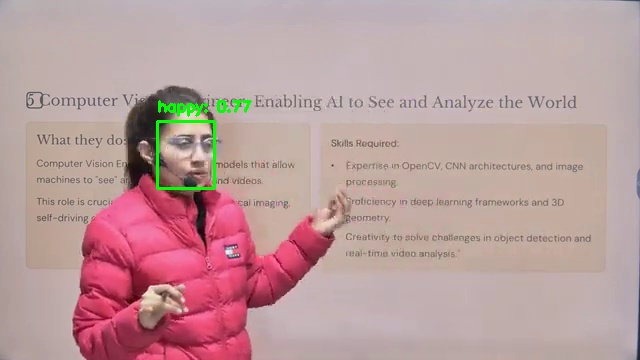 5 Computer Enabling AI to See and Analyze the World
happy: 0.77
What they do:
Skills Required:
Computer Vision models that allow
machines to "see" and videos.
This role is imaging,
self-driving
• Expertise in OpenCV, CNN architectures, and image
processing.
Proficiency in deep learning frameworks and 3D
geometry.
Creativity to solve challenges in object detection and
real-time video analysis."